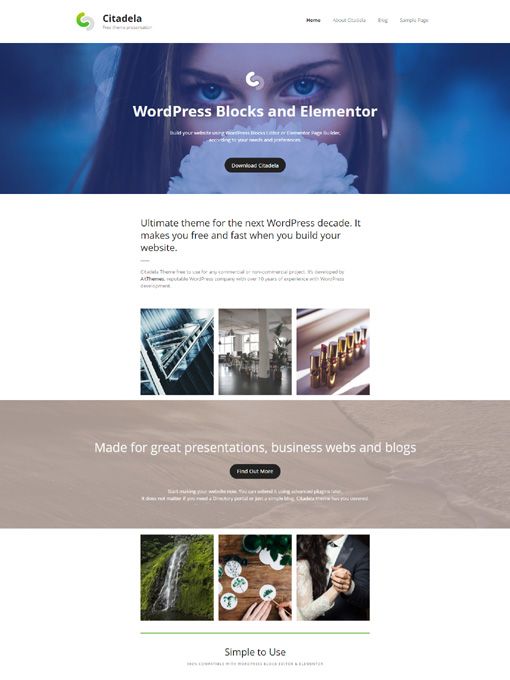 Citadela
Free theme presentation
Home
About Citadela
Blog
Sample Page
WordPress Blocks and Elementor
Build your website using WordPress Blocks Editor or Elementor Page Builder,
according to your needs and preferences.
Download Citadela
Ultimate theme for the next WordPress decade. It
makes you free and fast when you build your
website.
Citadela Theme free to use for any commercial or non-commercial project. It's developed by
AitThemes, reputable WordPress company with over 10 years of experience with WordPress
development.
Made for great presentations, business webs and blogs
Find Out More
Start making your website now. You can extend it using advanced plugins later.
It does not matter if you need a Directory portal or just a simple blog. Citadela theme has you covered.
Simple to Use
100% COMPATIBLE WITH WORDPRESS BLOCK EDITOR & ELEMENTOR